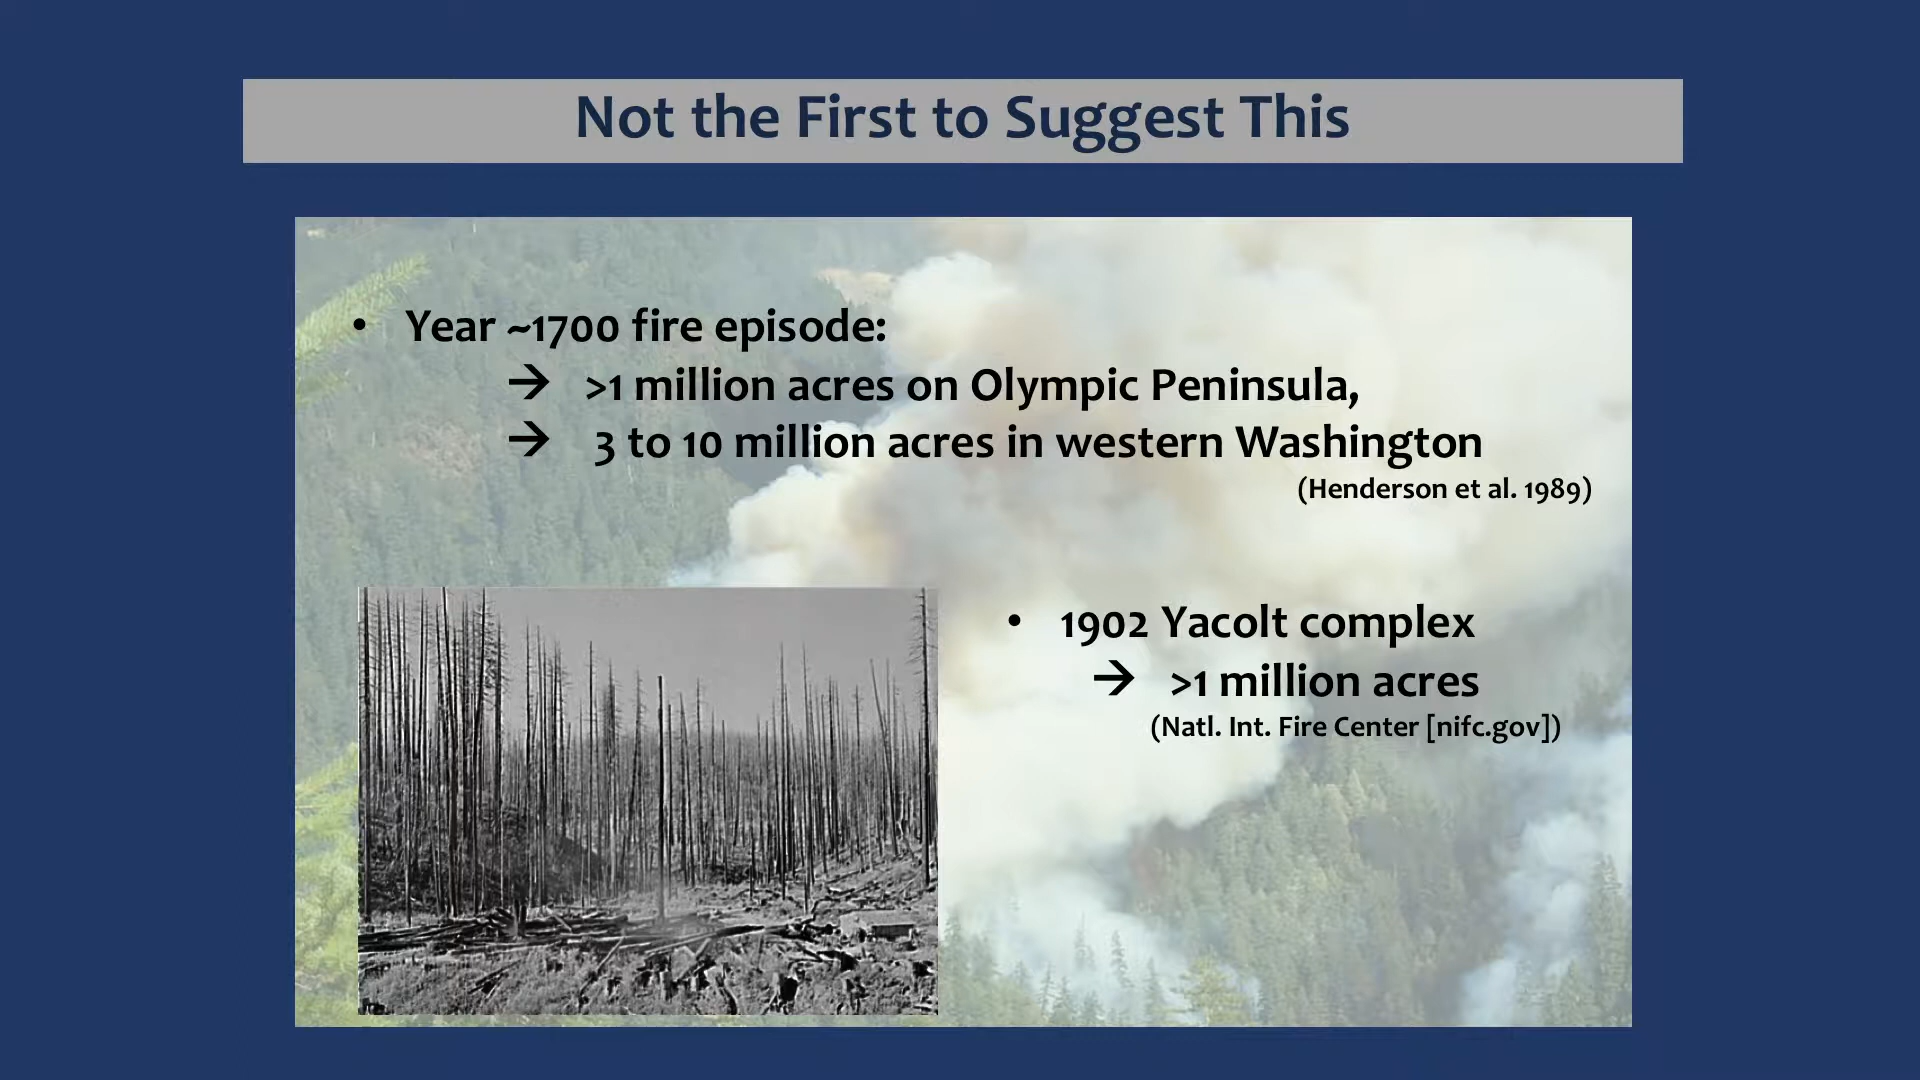 Not the First to Suggest This
• Year ~1700 fire episode:
→ >1 million acres on Olympic Peninsula,
→ 3 to 10 million acres in western Washington
(Henderson et al. 1989)
• 1902 Yacolt complex
→ >1 million acres
(Natl. Int. Fire Center [nifc.gov])